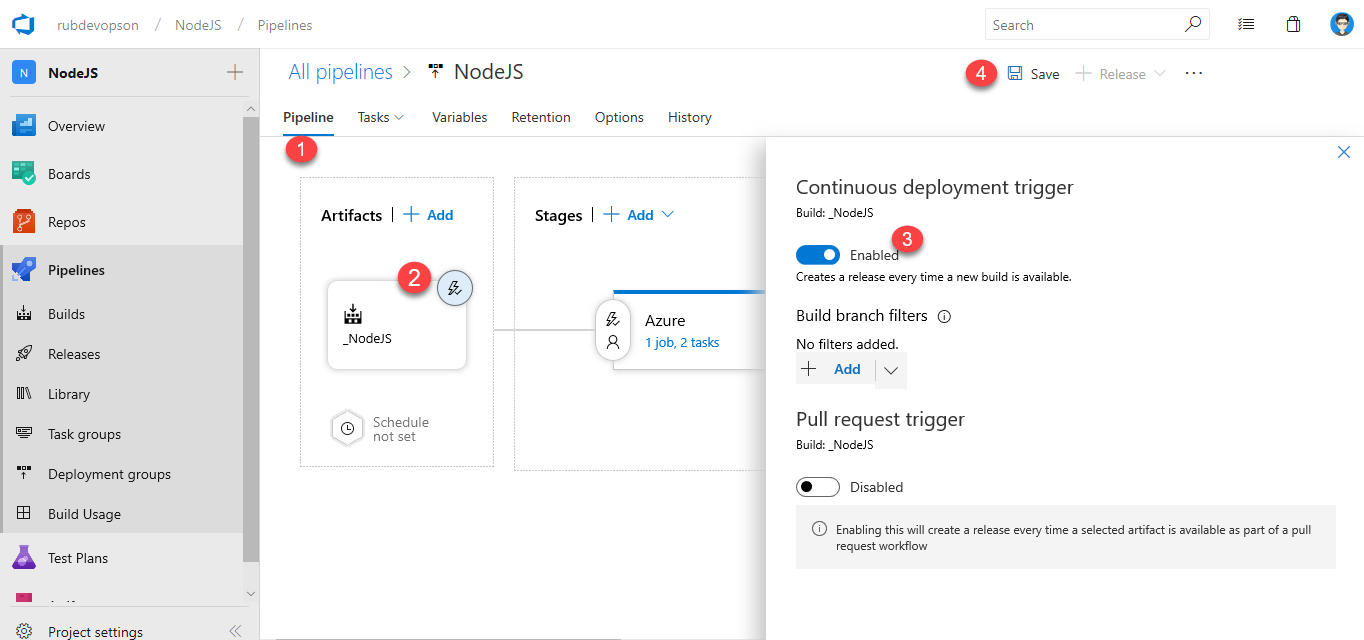 rubdevopson / NodeJS / Pipelines
Search
N NodeJS
Overview
Boards
Repos
Pipelines
Builds
Releases
Library
Task groups
Deployment groups
Build Usage
Test Plans
Project settings
All pipelines > NodeJS
4 Save Release
Pipeline Tasks Variables Retention Options History
1
Artifacts | + Add
2
_NodeJS
Schedule
not set
Stages | + Add
Azure
1 job, 2 tasks
Continuous deployment trigger
Build: _NodeJS
3
Enabled
Creates a release every time a new build is available.
Build branch filters
No filters added.
+ Add
Pull request trigger
Build: _NodeJS
Disabled
Enabling this will create a release every time a selected artifact is available as part of a pull
request workflow